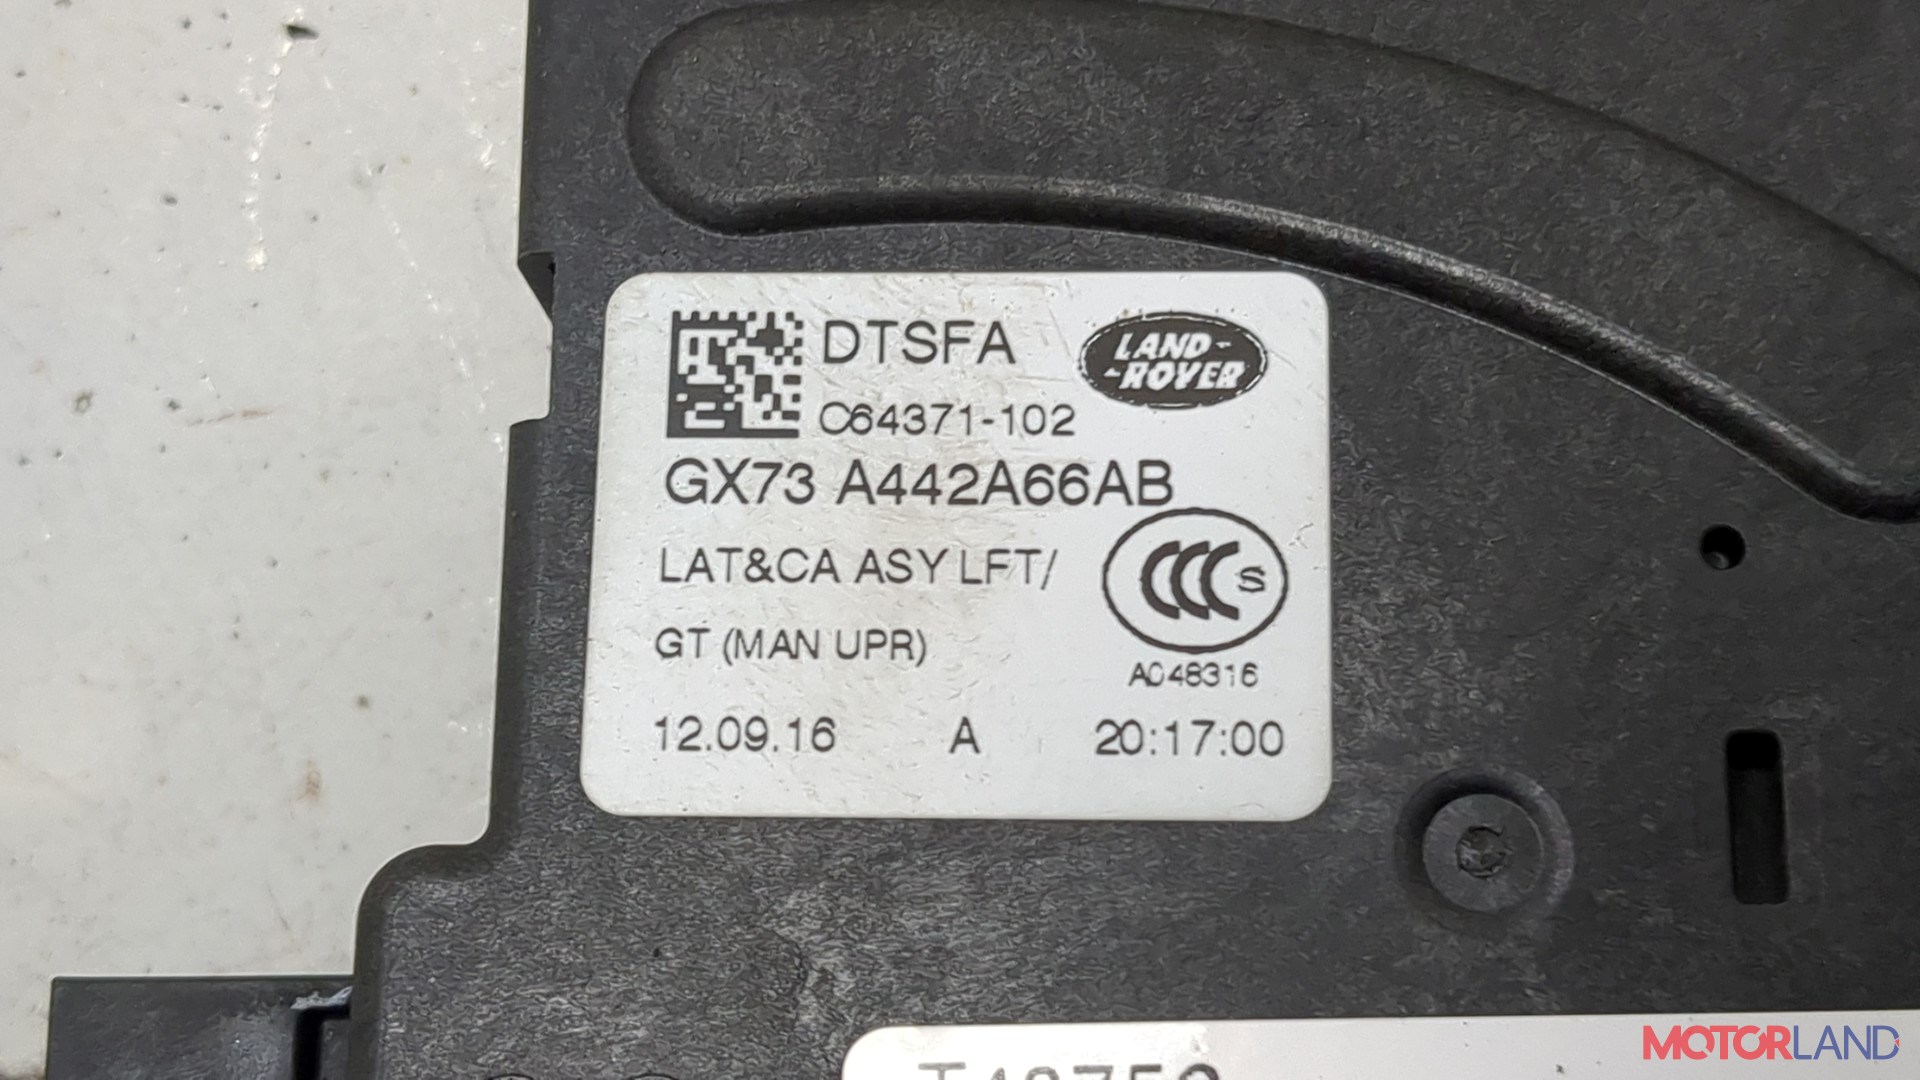 DTSFA
LAND-
-ROVER
C64371-102
GX73 A442A66AB
LAT&CA ASY LFT/
CCC S
GT (MAN UPR)
A048316
12.09.16 A 20:17:00
MOTORLAND